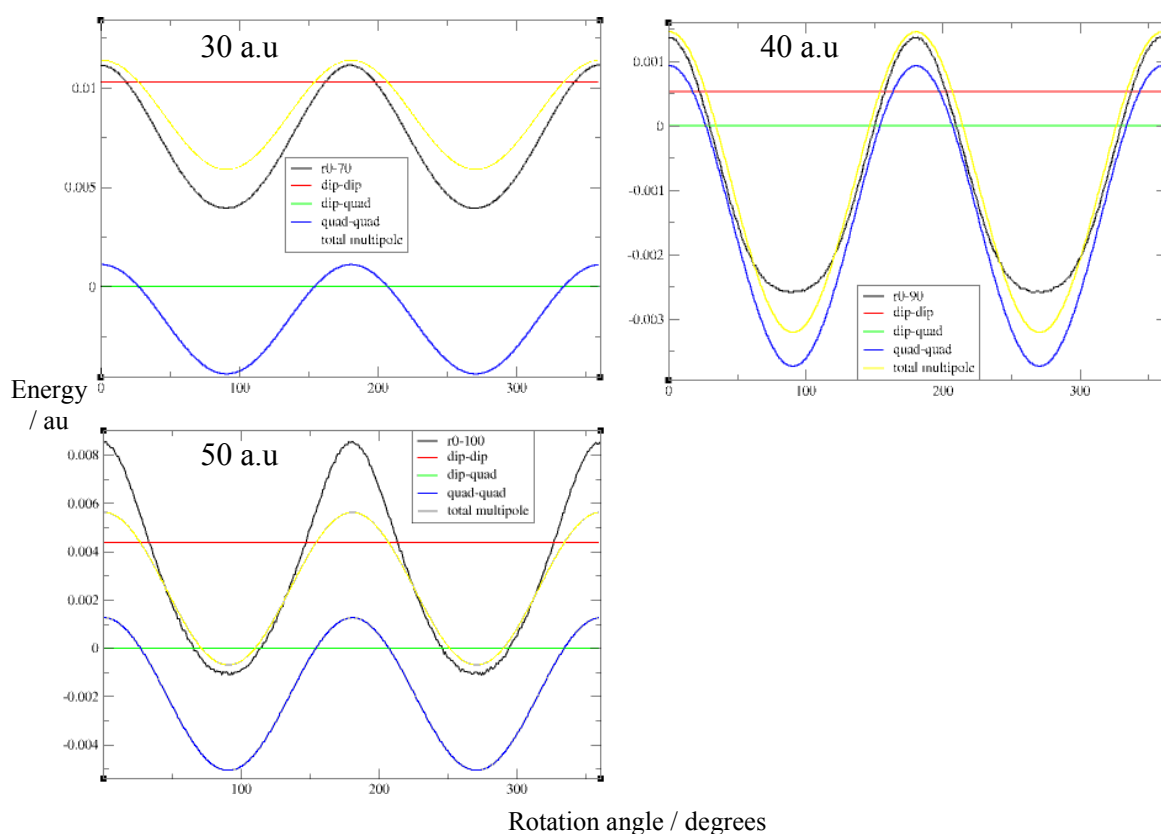 30 a.u
0.01
0.005
0
0
100
200
300
r0-70
dip-dip
dip-quad
quad-quad
total multipole
40 a.u
0.001
0
-0.001
-0.002
-0.003
0
100
200
300
r0-90
dip-dip
dip-quad
quad-quad
total multipole
Energy
/ au
50 a.u
0.008
0.006
0.004
0.002
0
-0.002
-0.004
100
200
300
r0-100
dip-dip
dip-quad
quad-quad
total multipole
Rotation angle / degrees